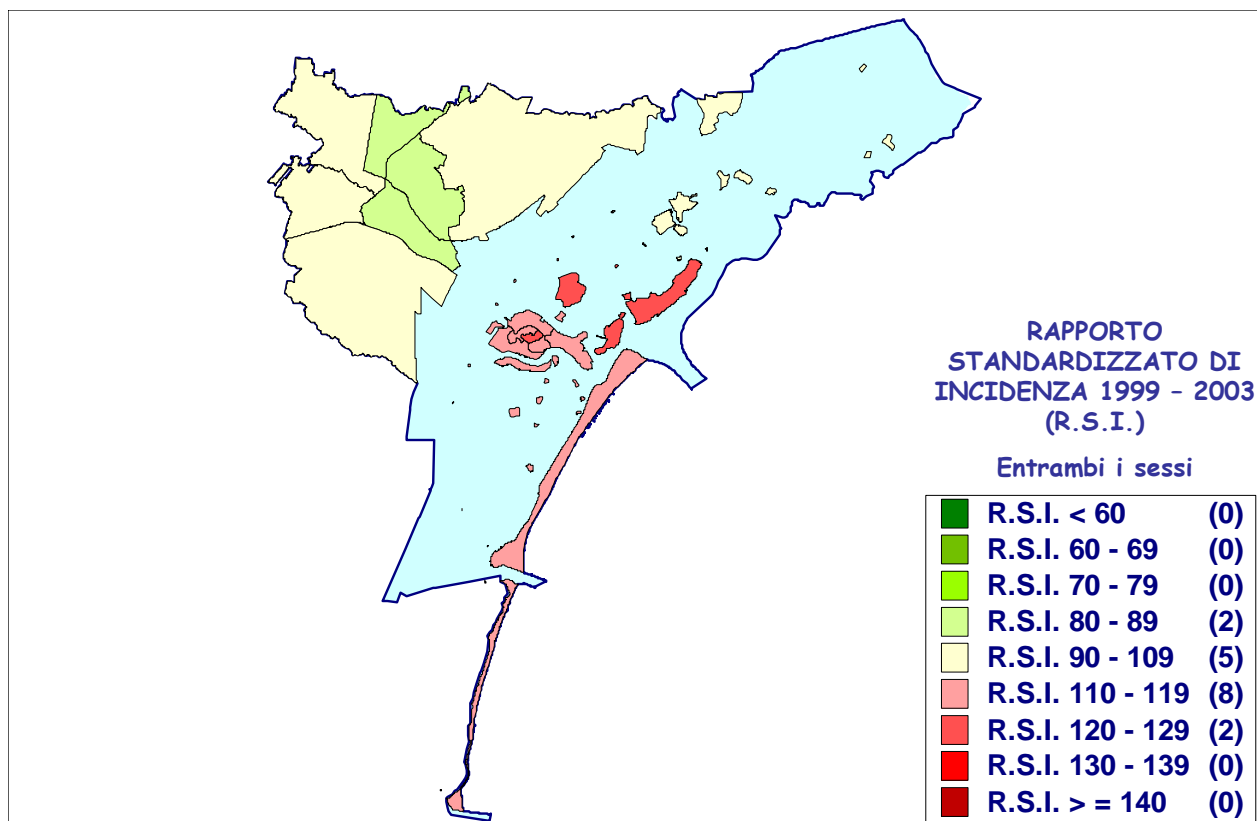 RAPPORTO
STANDARDIZZATO DI
INCIDENZA 1999 – 2003
(R.S.I.)
Entrambi i sessi
R.S.I. < 60 (0)
R.S.I. 60 - 69 (0)
R.S.I. 70 - 79 (0)
R.S.I. 80 - 89 (2)
R.S.I. 90 - 109 (5)
R.S.I. 110 - 119 (8)
R.S.I. 120 - 129 (2)
R.S.I. 130 - 139 (0)
R.S.I. > = 140 (0)